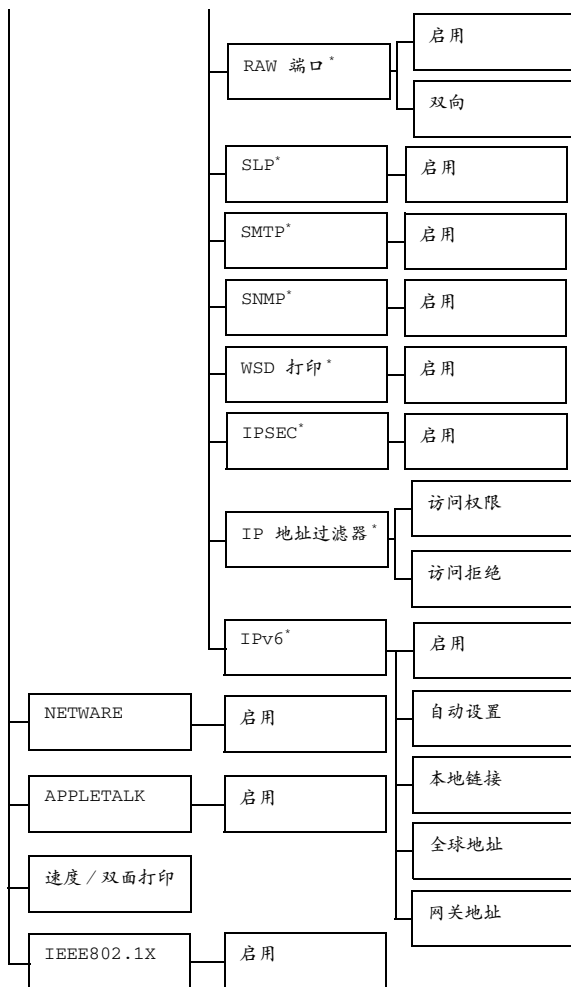 RAW 端口*
启用
双向
SLP*
启用
SMTP*
启用
SNMP*
启用
WSD 打印*
启用
IPSEC*
启用
IP 地址过滤器*
访问权限
访问拒绝
IPv6*
启用
自动设置
本地链接
全球地址
网关地址
NETWARE
启用
APPLETALK
启用
速度/双面打印
IEEE802.1X
启用